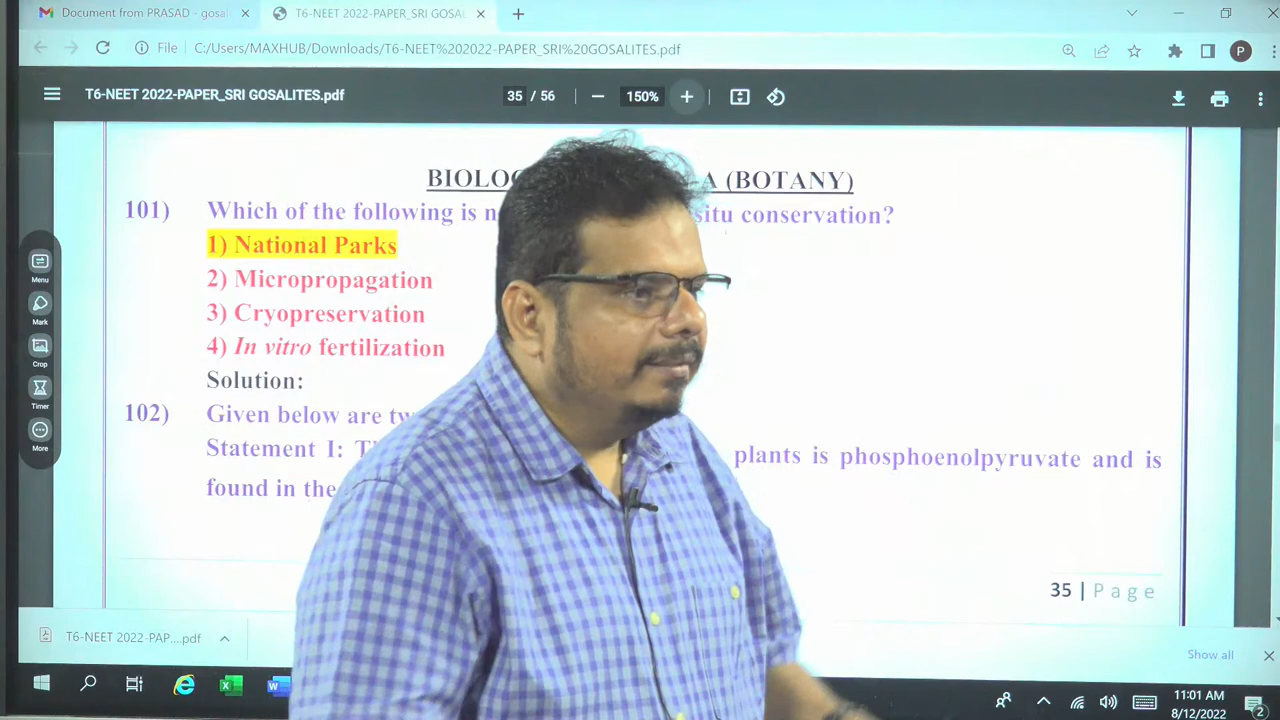 Document from PRASAD - gosal
T6-NEET 2022-PAPER_SRI GOSAL
File
C:/Users/MAXHUB/Downloads/T6-NEET%202022-PAPER_SRI%20GOSALITES.pdf
P
T6-NEET 2022-PAPER_SRI GOSALITES.pdf
35 / 56
150%
BIOLO A (BOTANY)
101) Which of the following is n situ conservation?
1) National Parks
2) Micropropagation
3) Cryopreservation
4) In vitro fertilization
Solution:
102) Given below are tw
Statement I: T plants is phosphoenolpyruvate and is
found in the
35 | Page
Menu
Mark
Crop
Timer
More
T6-NEET 2022-PAP....pdf
Show all
11:01 AM
8/12/2022
2